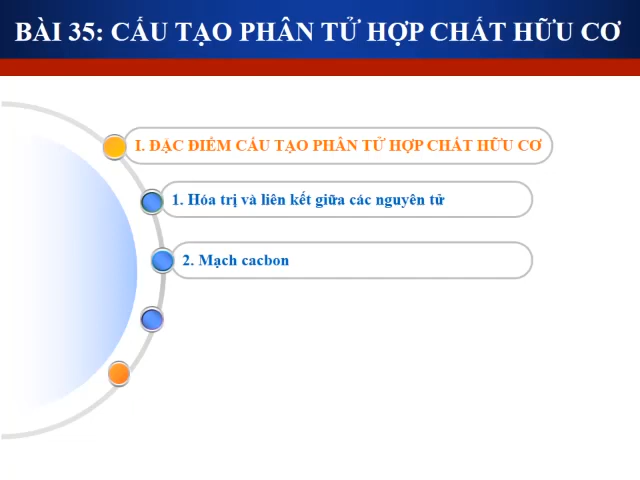 BÀI 35: CẤU TẠO PHÂN TỬ HỢP CHẤT HỮU CƠ
I. ĐẶC ĐIỂM CẤU TẠO PHÂN TỬ HỢP CHẤT HỮU CƠ
1. Hóa trị và liên kết giữa các nguyên tử
2. Mạch cacbon